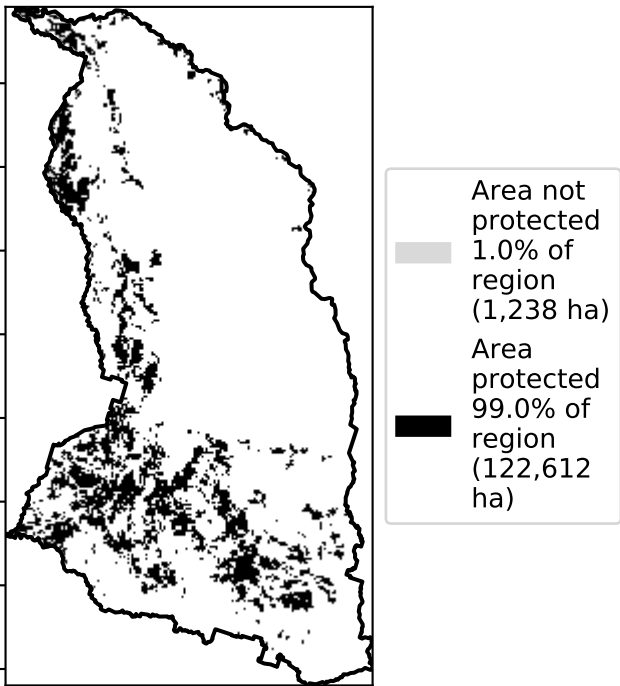 Area not
protected
1.0% of
region
(1,238 ha)
Area
protected
99.0% of
region
(122,612
ha)